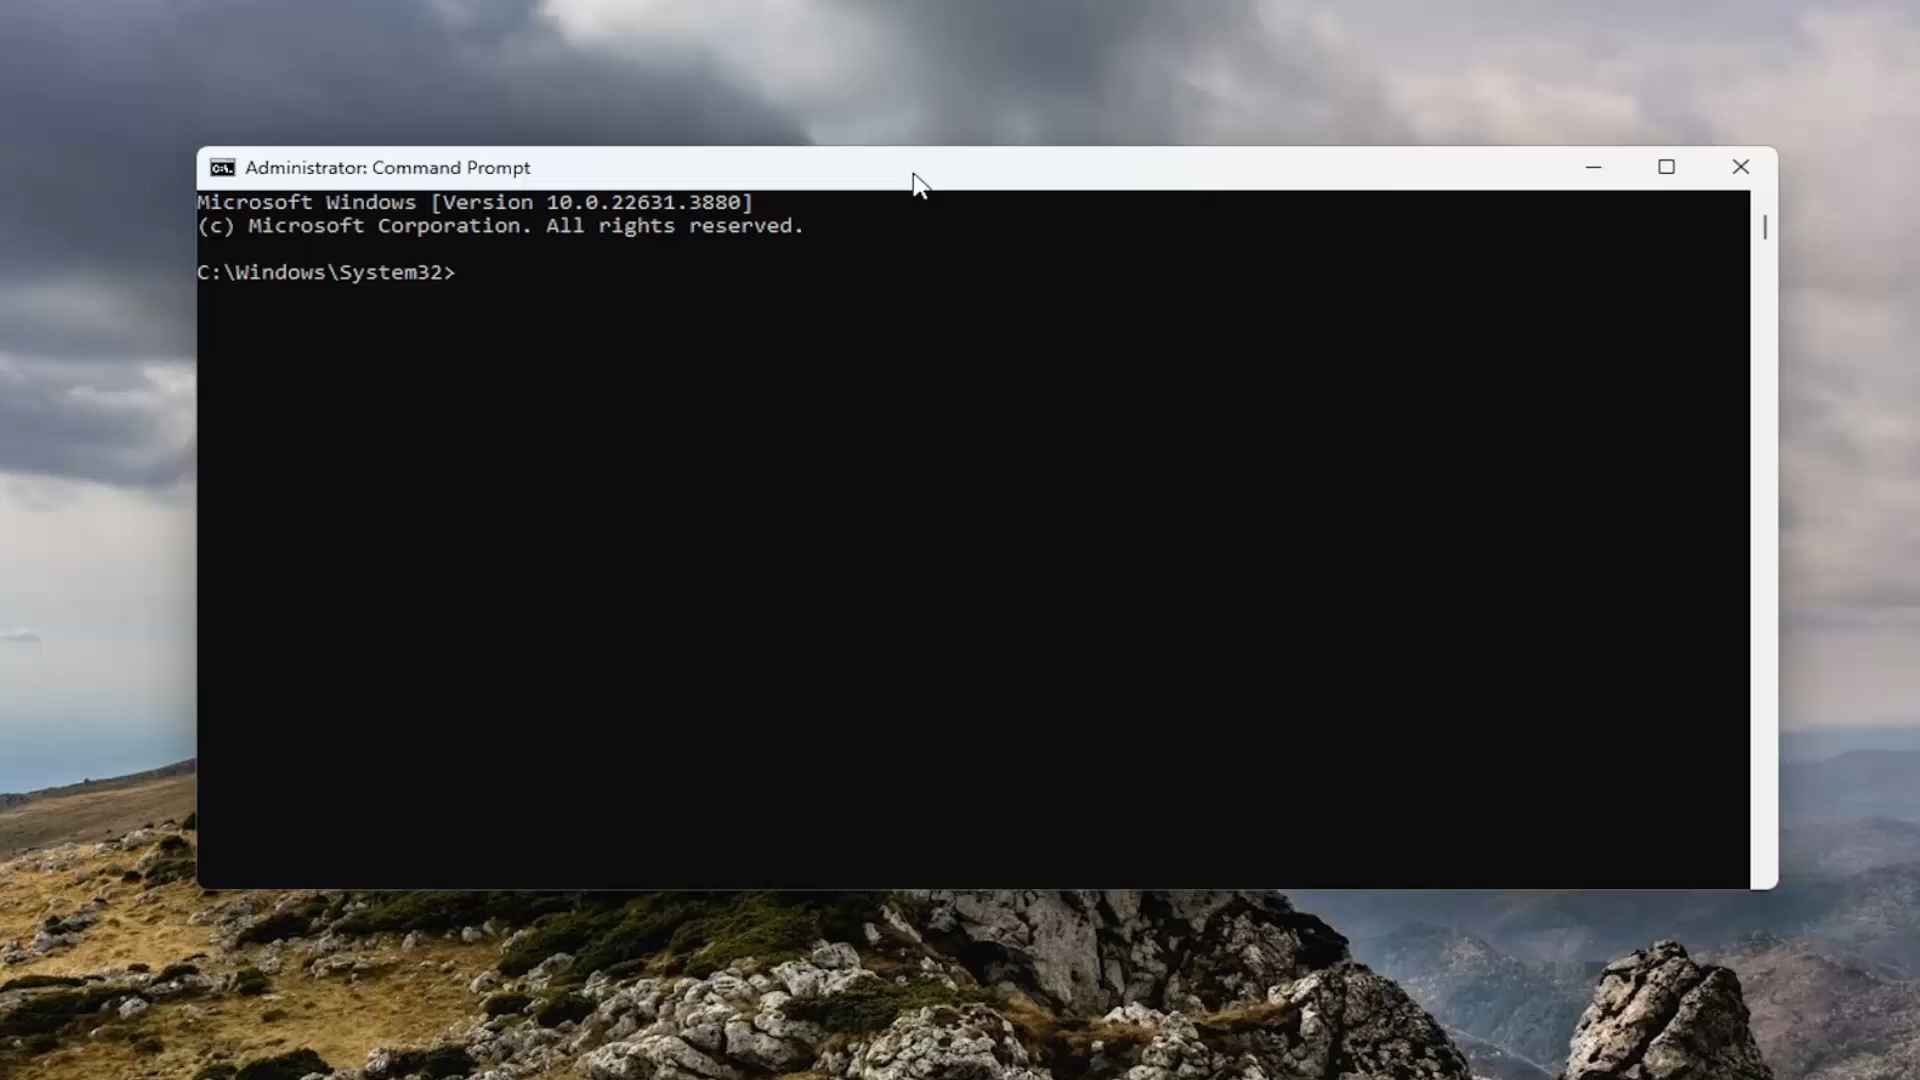 Administrator: Command Prompt
Microsoft Windows [Version 10.0.22631.3880]
(c) Microsoft Corporation. All rights reserved.
C:\Windows\System32>